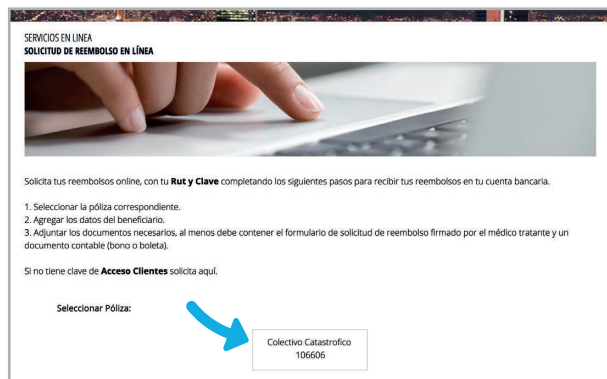 SERVICIOS EN LINEA
SOLICITUD DE REEMBOLSO EN LÍNEA
Solicita tus reembolsos online, con tu Rut y Clave completando los siguientes pasos para recibir tus reembolsos en tu cuenta bancaria.
1. Seleccionar la póliza correspondiente.
2. Agregar los datos del beneficiario.
3. Adjuntar los documentos necesarios, al menos debe contener el formulario de solicitud de reembolso firmado por el médico tratante y un
documento contable (bono o boleta).
Si no tiene clave de Acceso Clientes solicita aquí.
Seleccionar Póliza:
Colectivo Catastrofico
106606